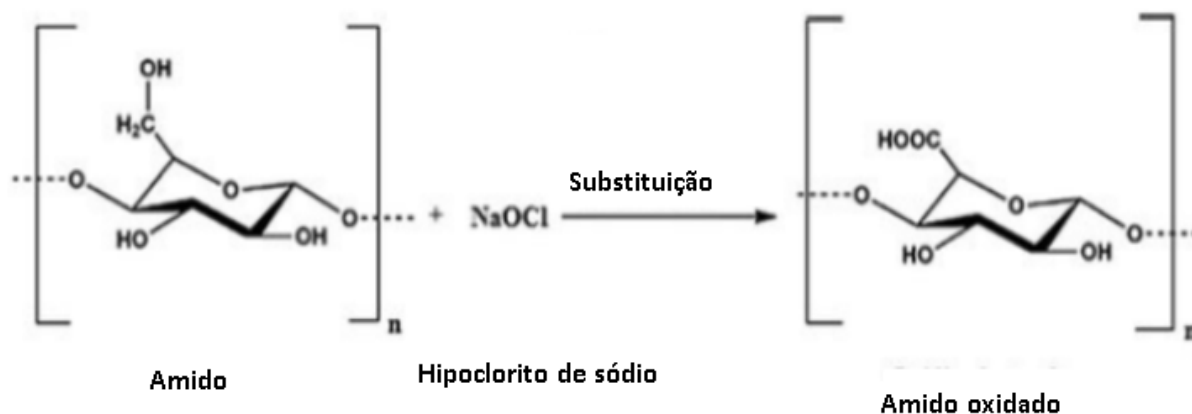 OH
H₂C
O
O
O
HO
OH
n
+ NaOCl
Substituição
HOOC
O
O
O
HO
OH
n
Amido
Hipoclorito de sódio
Amido oxidado